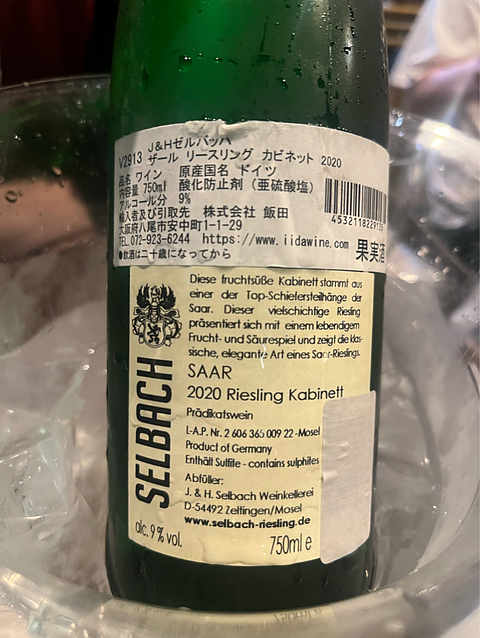 J&Hゼルバッハ
V2913 ザール リースリング カビネット 2020
品名 ワイン 原産国名 ドイツ
内容量 750ml 酸化防止剤（亜硫酸塩）
アルコール分 9%
輸入者及び引取先 株式会社 飯田
大阪府八尾市安中町1-1-29
TEL.072-923-6244 https://www.iidawine.com
●飲酒は二十歳になってから
果実酒
Diese fruchtsüße Kabinett stammt aus
einer der Top-Schiefersteilhänge der
Saar. Dieser vielschichtige Riesling
präsentiert sich mit einem lebendigem
Frucht- und Säurespiel und zeigt die klas-
sische, elegante Art eines Saar-Rieslings.
SELBACH
SAAR
2020 Riesling Kabinett
Prädikatswein
L-A.P. Nr. 2 606 365 009 22 -Mosel
Product of Germany
Enthält Sulfite - contains sulphites
Abfüller:
J. & H. Selbach Weinkellerei
D-54492 Zeltingen/Mosel
www.selbach-riesling.de
alc. 9 % vol.
750ml e